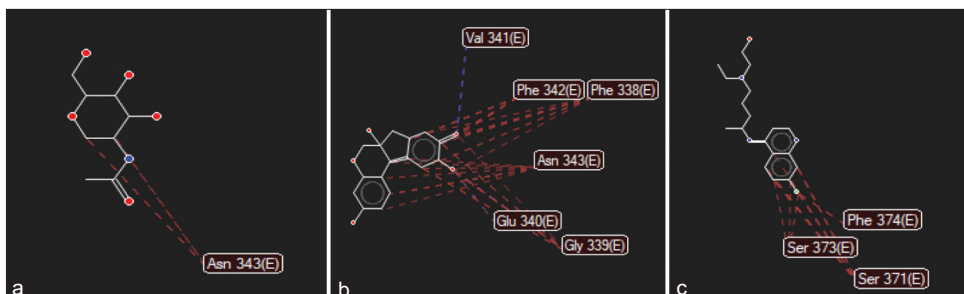 Val 341(E)
Phe 342(E) Phe 338(E)
Asn 343(E)
Glu 340(E)
Gly 339(E)
Asn 343(E)
Phe 374(E)
Ser 373(E)
Ser 371(E)
a b c